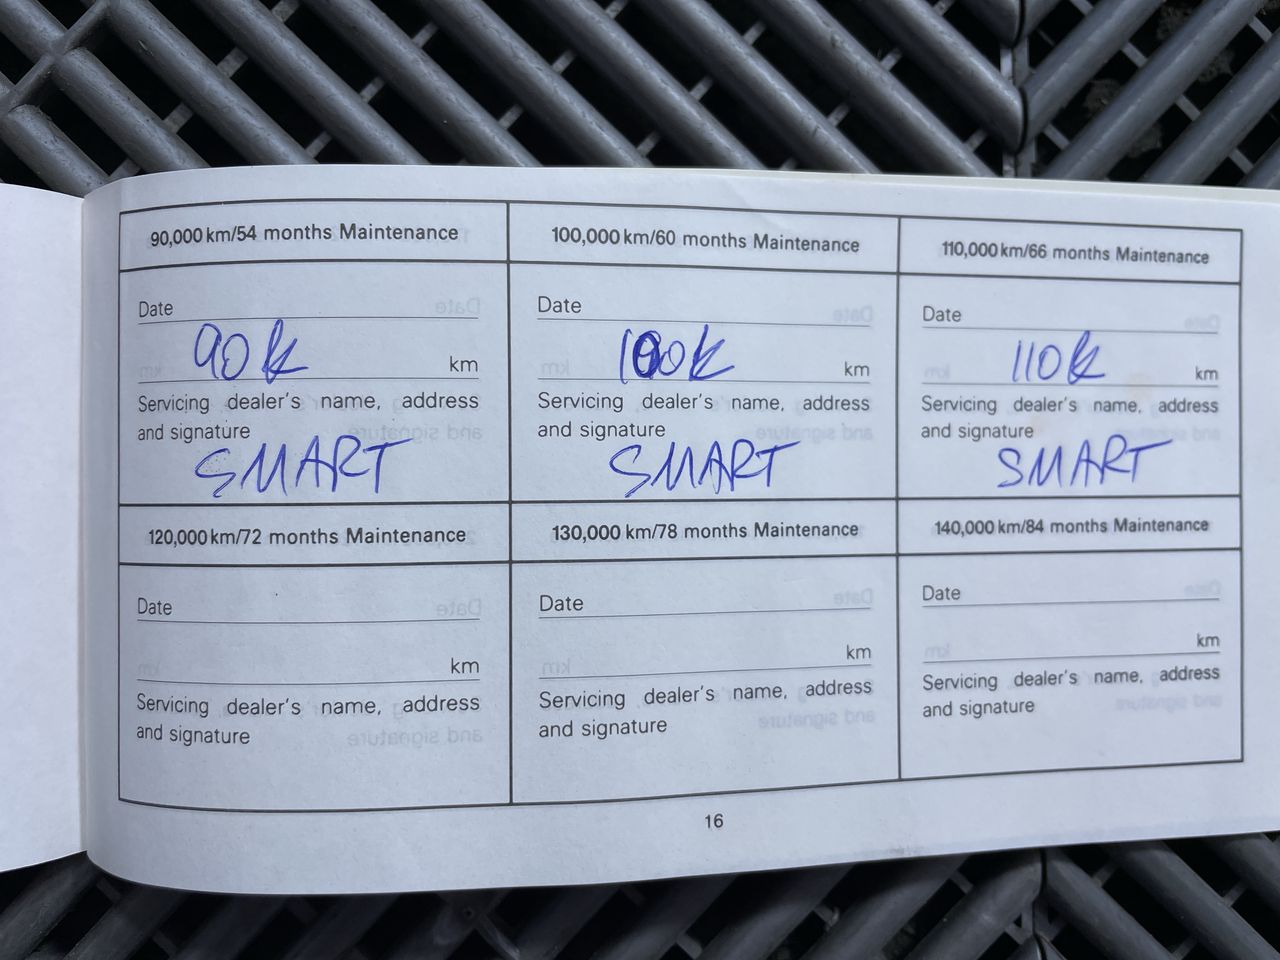 90,000 km/54 months Maintenance
Date
90k km
Servicing dealer's name, address
and signature
SMART
100,000 km/60 months Maintenance
Date
100k km
Servicing dealer's name, address
and signature
SMART
110,000 km/66 months Maintenance
Date
110k km
Servicing dealer's name, address
and signature
SMART
120,000 km/72 months Maintenance
Date
km
Servicing dealer's name, address
and signature
130,000 km/78 months Maintenance
Date
km
Servicing dealer's name, address
and signature
140,000 km/84 months Maintenance
Date
km
Servicing dealer's name, address
and signature
16